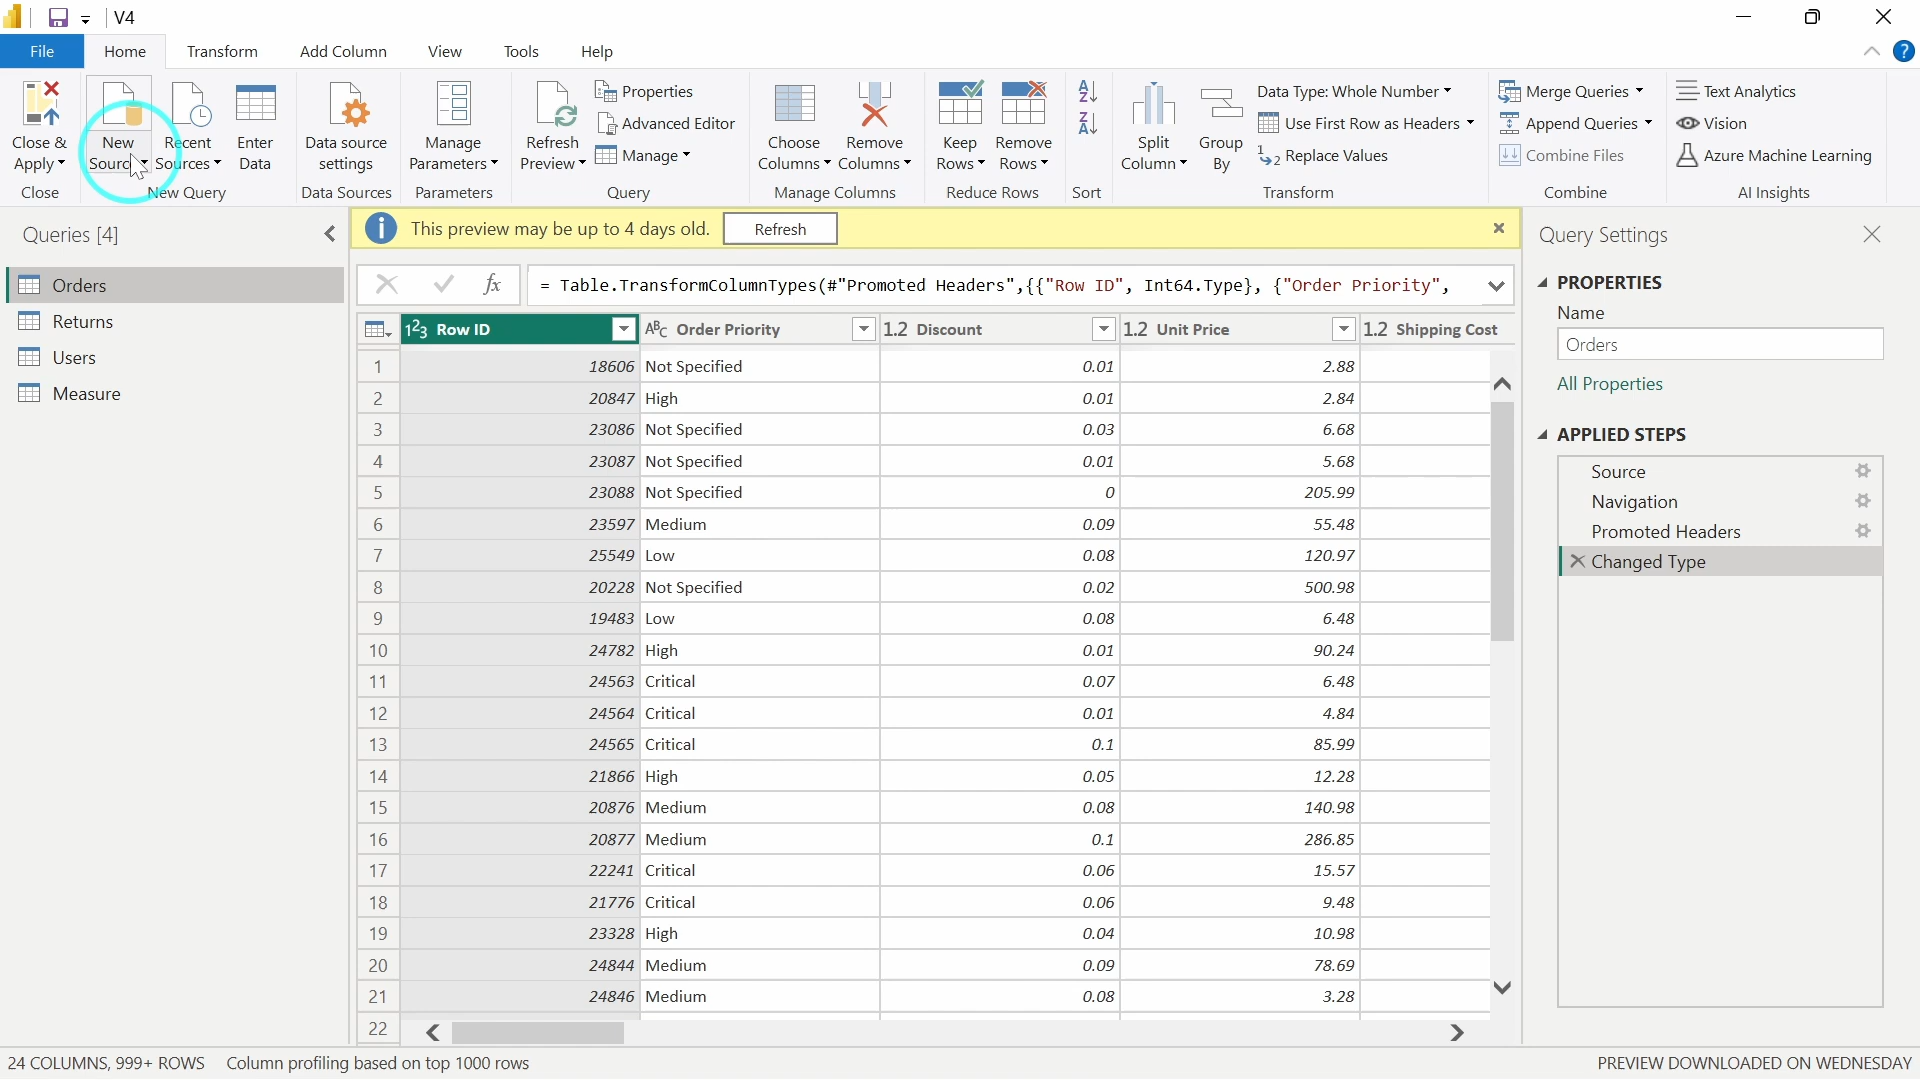 V4
File Home Transform Add Column View Tools Help
Close & Apply
New Source
Recent Sources
Enter Data
Data source settings
Manage Parameters
Refresh Preview
Properties
Advanced Editor
Manage
Choose Columns
Remove Columns
Keep Rows
Remove Rows
Split Column
Group By
Data Type: Whole Number
Use First Row as Headers
Replace Values
Merge Queries
Append Queries
Combine Files
Text Analytics
Vision
Azure Machine Learning
Close New Query Data Sources Parameters Query Manage Columns Reduce Rows Sort Transform Combine AI Insights
Queries [4]
Orders
Returns
Users
Measure
This preview may be up to 4 days old. Refresh
fx = Table.TransformColumnTypes(#"Promoted Headers",{{"Row ID", Int64.Type}, {"Order Priority",
1²3 Row ID ABC Order Priority 1.2 Discount 1.2 Unit Price 1.2 Shipping Cost
1 18606 Not Specified 0.01 2.88
2 20847 High 0.01 2.84
3 23086 Not Specified 0.03 6.68
4 23087 Not Specified 0.01 5.68
5 23088 Not Specified 0 205.99
6 23597 Medium 0.09 55.48
7 25549 Low 0.08 120.97
8 20228 Not Specified 0.02 500.98
9 19483 Low 0.08 6.48
10 24782 High 0.01 90.24
11 24563 Critical 0.07 6.48
12 24564 Critical 0.01 4.84
13 24565 Critical 0.1 85.99
14 21866 High 0.05 12.28
15 20876 Medium 0.08 140.98
16 20877 Medium 0.1 286.85
17 22241 Critical 0.06 15.57
18 21776 Critical 0.06 9.48
19 23328 High 0.04 10.98
20 24844 Medium 0.09 78.69
21 24846 Medium 0.08 3.28
22
Query Settings
PROPERTIES
Name
Orders
All Properties
APPLIED STEPS
Source
Navigation
Promoted Headers
Changed Type
24 COLUMNS, 999+ ROWS Column profiling based on top 1000 rows PREVIEW DOWNLOADED ON WEDNESDAY